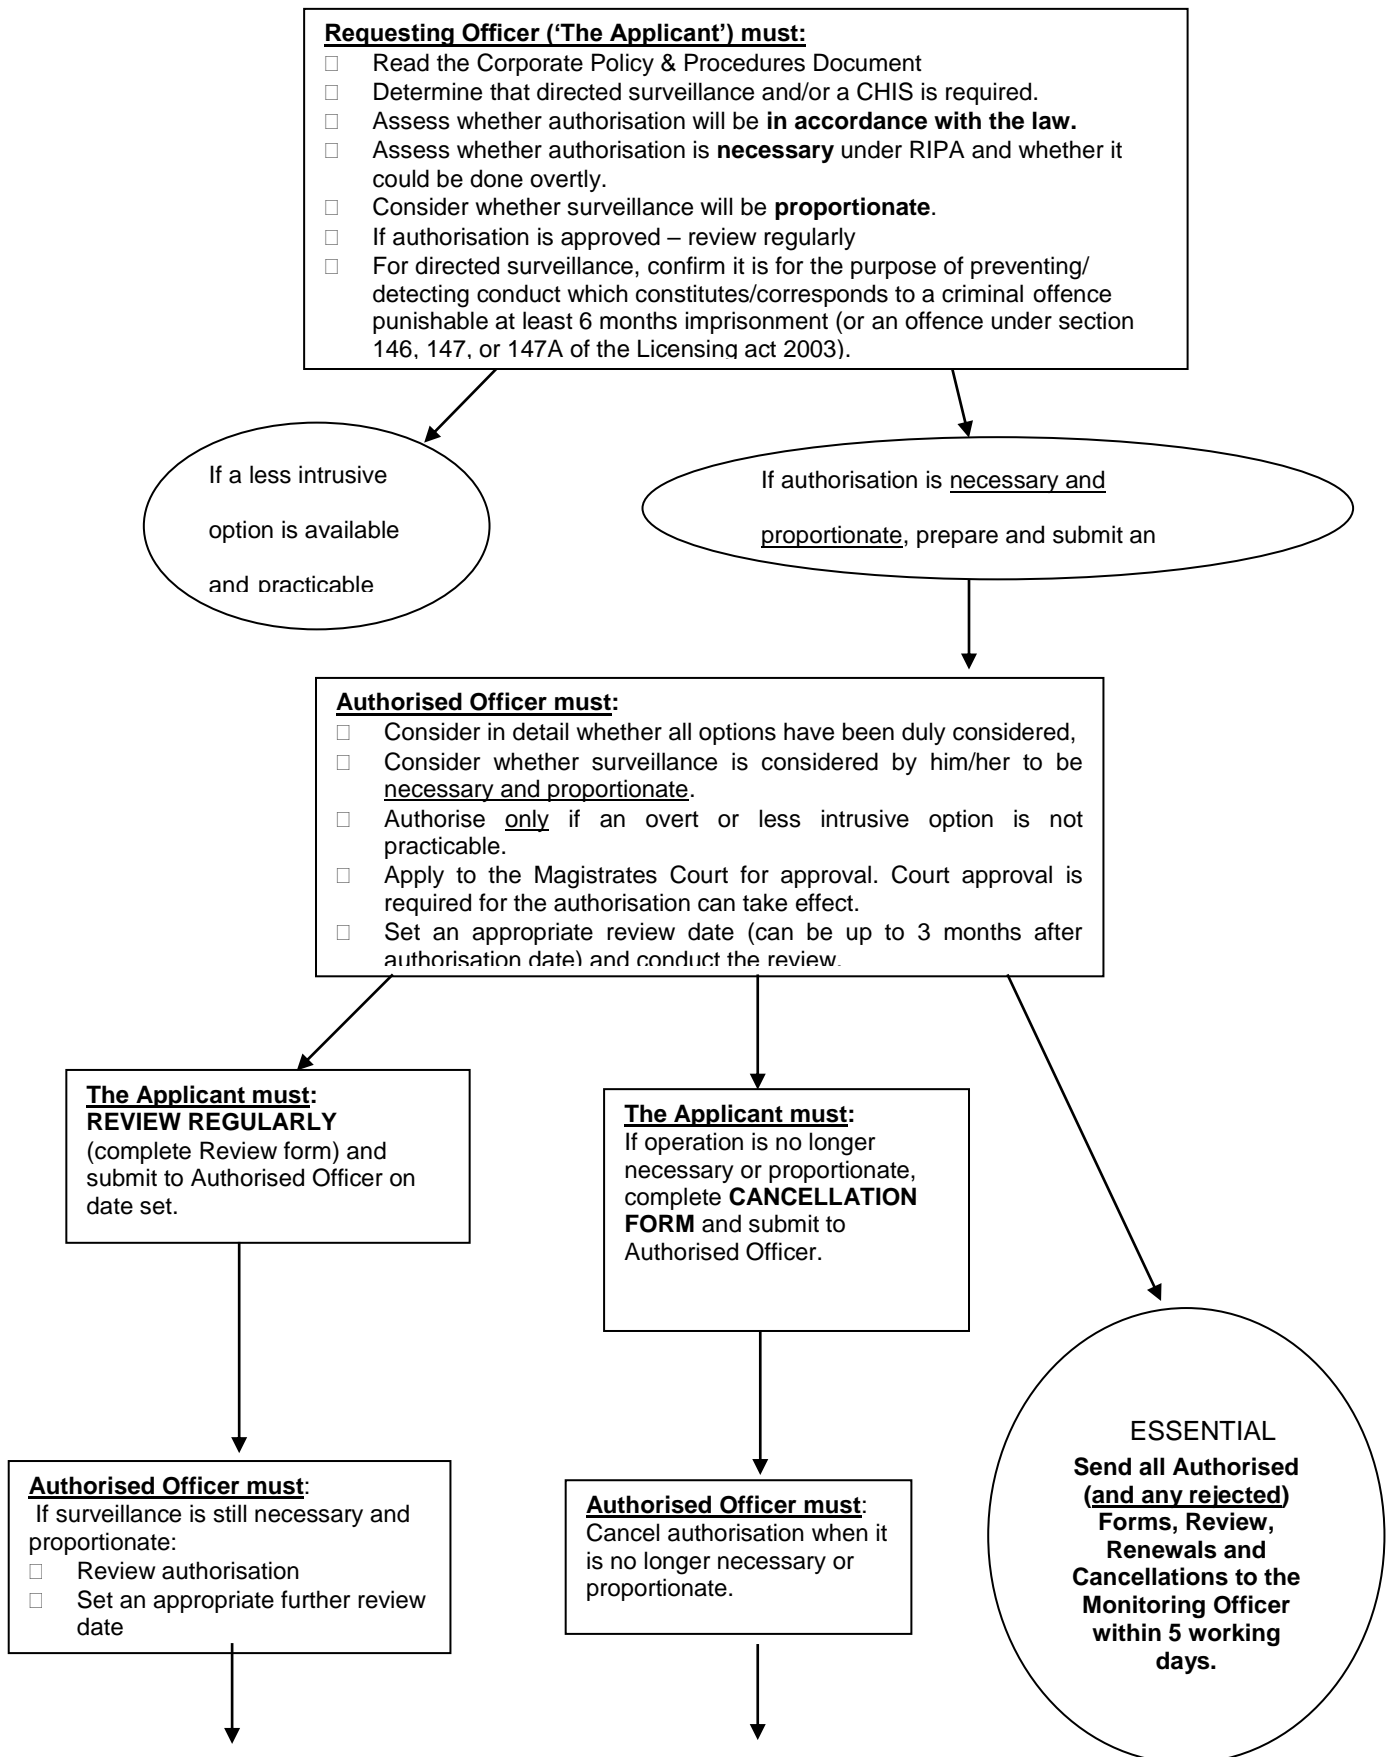 Requesting Officer (‘The Applicant’) must:
Read the Corporate Policy & Procedures Document
Determine that directed surveillance and/or a CHIS is required.
Assess whether authorisation will be in accordance with the law.
Assess whether authorisation is necessary under RIPA and whether it
could be done overtly.
Consider whether surveillance will be proportionate.
If authorisation is approved – review regularly
For directed surveillance, confirm it is for the purpose of preventing/
detecting conduct which constitutes/corresponds to a criminal offence
punishable at least 6 months imprisonment (or an offence under section
146, 147, or 147A of the Licensing act 2003).
If a less intrusive
option is available
and practicable
If authorisation is necessary and
proportionate, prepare and submit an
Authorised Officer must:
Consider in detail whether all options have been duly considered,
Consider whether surveillance is considered by him/her to be
necessary and proportionate.
Authorise only if an overt or less intrusive option is not
practicable.
Apply to the Magistrates Court for approval. Court approval is
required for the authorisation can take effect.
Set an appropriate review date (can be up to 3 months after
authorisation date) and conduct the review.
The Applicant must:
REVIEW REGULARLY
(complete Review form) and
submit to Authorised Officer on
date set.
The Applicant must:
If operation is no longer
necessary or proportionate,
complete CANCELLATION
FORM and submit to
Authorised Officer.
Authorised Officer must:
If surveillance is still necessary and
proportionate:
Review authorisation
Set an appropriate further review
date
Authorised Officer must:
Cancel authorisation when it
is no longer necessary or
proportionate.
ESSENTIAL
Send all Authorised
(and any rejected)
Forms, Review,
Renewals and
Cancellations to the
Monitoring Officer
within 5 working
days.